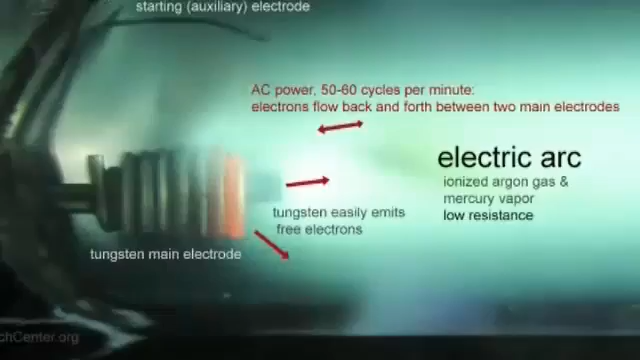 starting (auxiliary) electrode
AC power, 50-60 cycles per minute:
electrons flow back and forth between two main electrodes
electric arc
ionized argon gas &
mercury vapor
low resistance
tungsten easily emits
free electrons
tungsten main electrode
chCenter.org